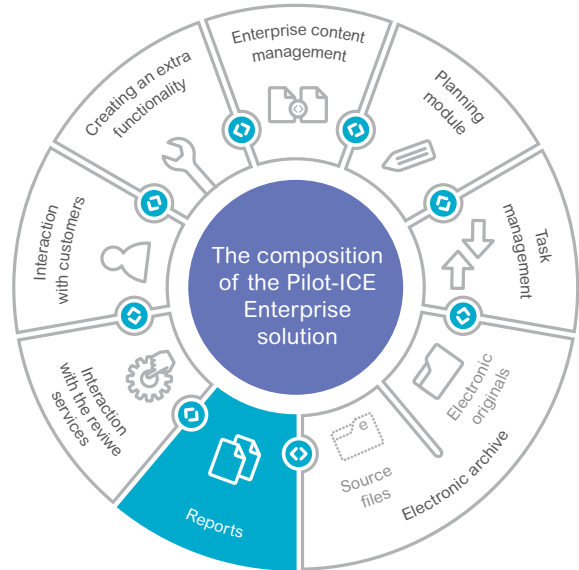 Enterprise content
management
Planning
module
Task
management
Electronic
originals
Electronic archive
Source
files
e
Reports
Interaction
with the reviwe
services
Interaction
with customers
Creating an extra
functionality
The composition
of the Pilot-ICE
Enterprise
solution